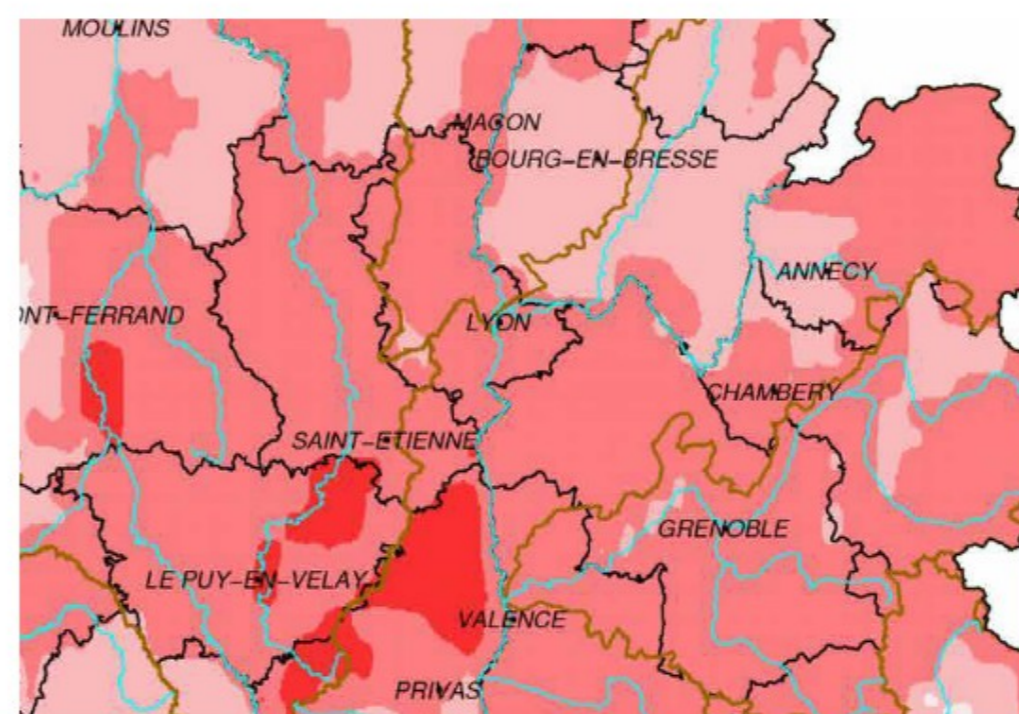 MOULINS
MACON
BOURG-EN-BRESSE
ANNECY
ONT-FERRAND
LYON
CHAMBERY
SAINT-ETIENNE
GRENOBLE
LE PUY-EN-VELAY
VALENCE
PRIVAS